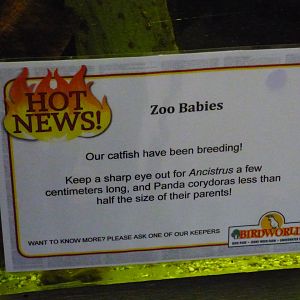 HOT
NEWS!
Zoo Babies
Our catfish have been breeding!
Keep a sharp eye out for Ancistrus a few
centimeters long, and Panda corydoras less than
half the size of their parents!
WANT TO KNOW MORE? PLEASE ASK ONE OF OUR KEEPERS
BIRDWORLD